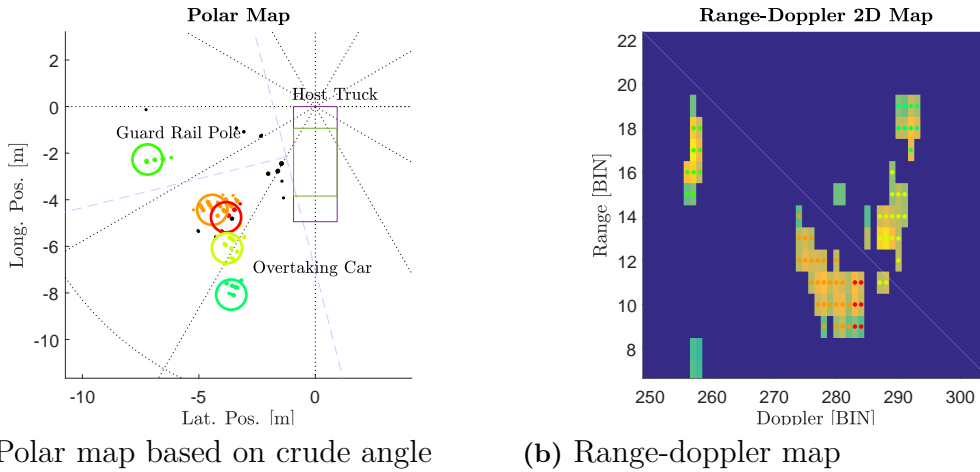 Polar Map
2
0
-2
-4
-6
-8
-10
Long. Pos. [m]
Host Truck
Guard Rail Pole
Overtaking Car
-10
-5
0
Lat. Pos. [m]
Polar map based on crude angle
Range-Doppler 2D Map
22
20
18
16
14
12
10
8
Range [BIN]
250
260
270
280
290
300
Doppler [BIN]
(b) Range-doppler map